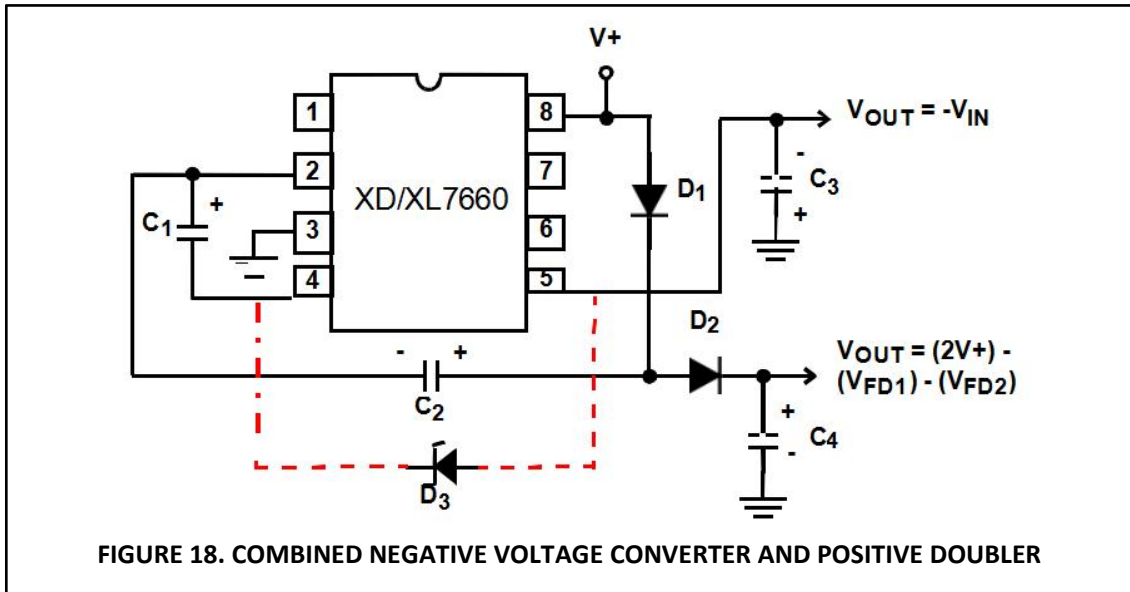 V+
1
2
3
4
8
7
6
5
XD/XL7660
C1
+
D1
VOUT = -VIN
-
C3
+
D2
- +
C2
VOUT = (2V+) -
(VFD1) - (VFD2)
+
C4
-
D3
FIGURE 18. COMBINED NEGATIVE VOLTAGE CONVERTER AND POSITIVE DOUBLER